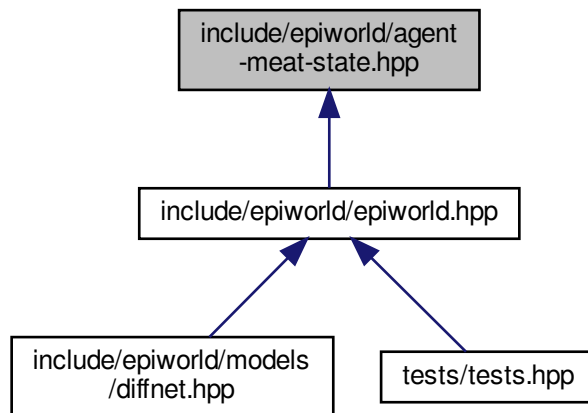 include/epiworld/agent
-meat-state.hpp
include/epiworld/epiworld.hpp
include/epiworld/models
/diffnet.hpp
tests/tests.hpp